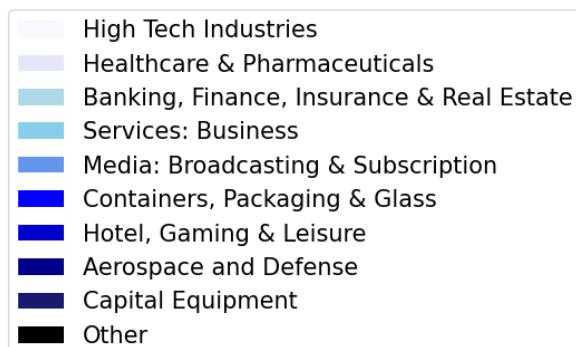 High Tech Industries
Healthcare & Pharmaceuticals
Banking, Finance, Insurance & Real Estate
Services: Business
Media: Broadcasting & Subscription
Containers, Packaging & Glass
Hotel, Gaming & Leisure
Aerospace and Defense
Capital Equipment
Other